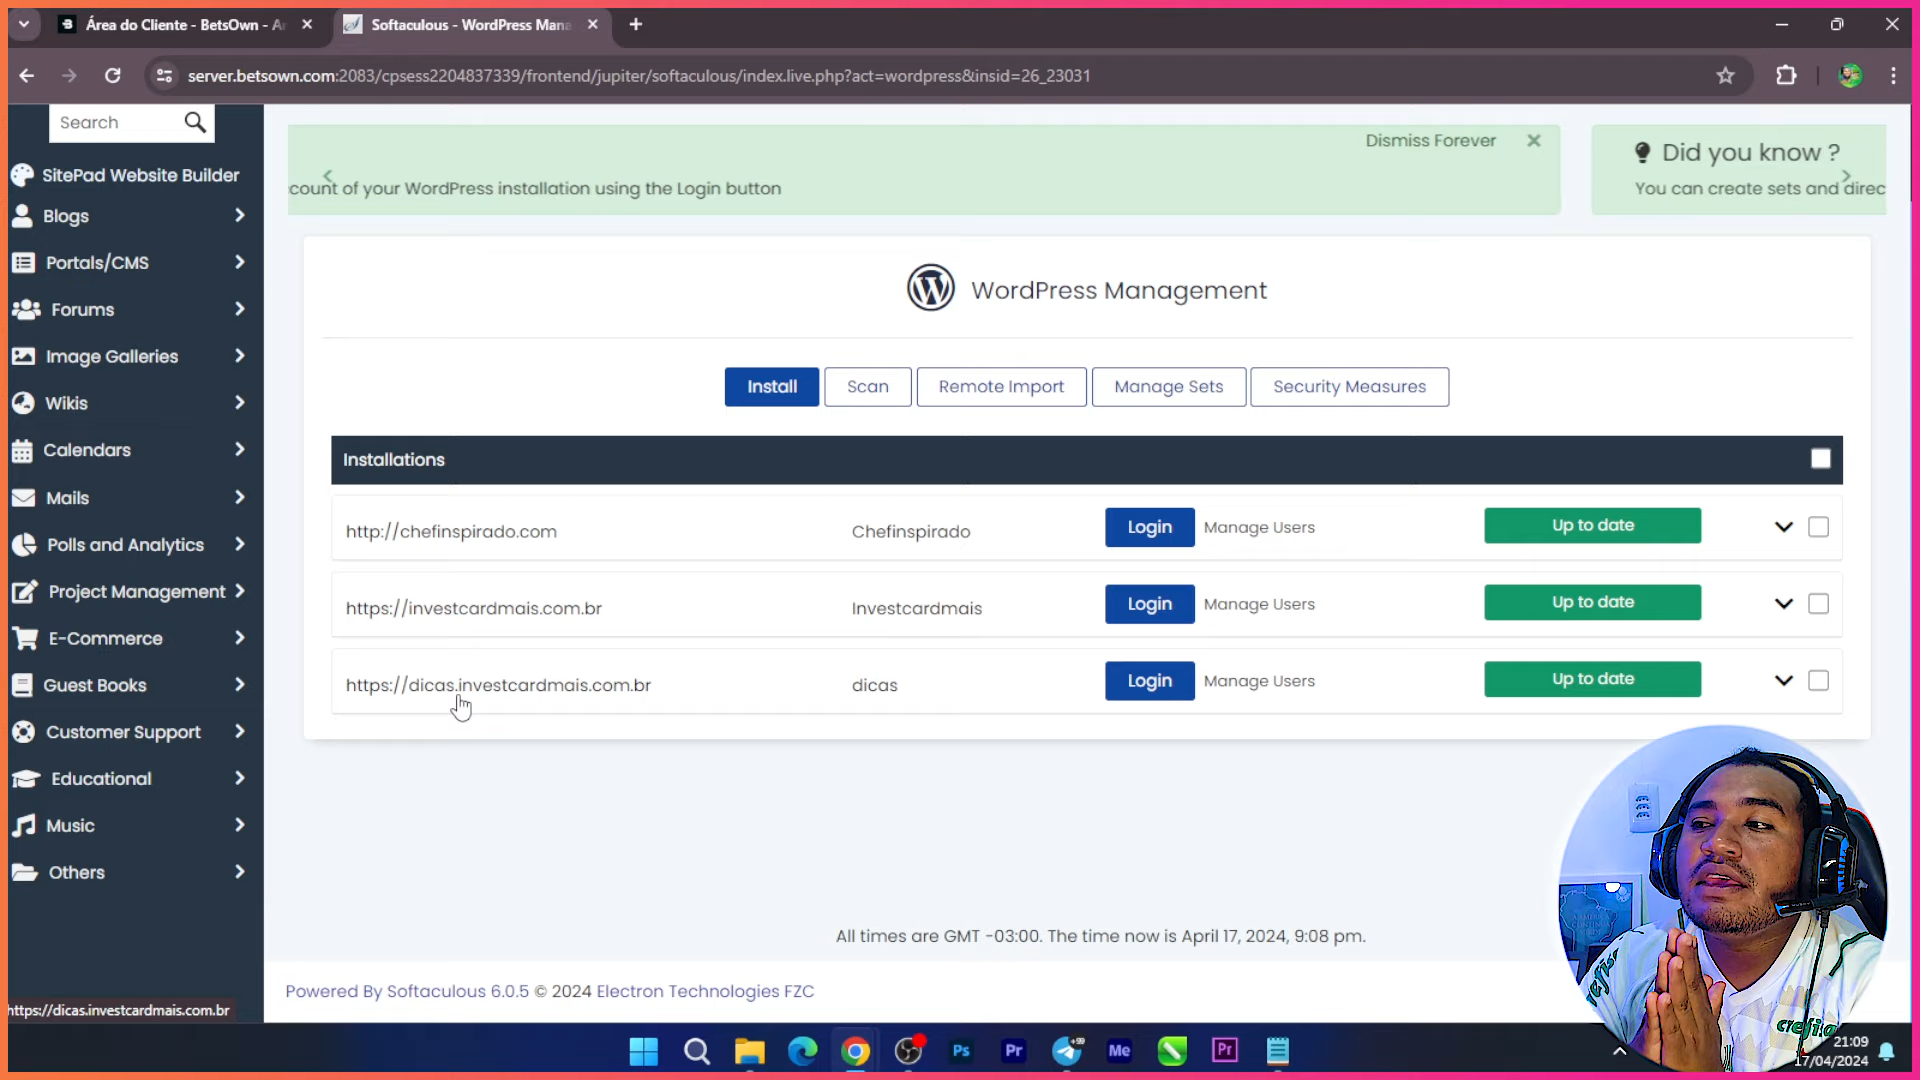 Área do Cliente - BetsOwn - Ar
Softaculous - WordPress Mana
server.betsown.com:2083/cpsess2204837339/frontend/jupiter/softaculous/index.live.php?act=wordpress&insid=26_23031
Search
SitePad Website Builder
Blogs
Portals/CMS
Forums
Image Galleries
Wikis
Calendars
Mails
Polls and Analytics
Project Management
E-Commerce
Guest Books
Customer Support
Educational
Music
Others
https://dicas.investcardmais.com.br
Dismiss Forever
count of your WordPress installation using the Login button
Did you know ?
You can create sets and direc
WordPress Management
Install Scan Remote Import Manage Sets Security Measures
Installations
http://chefinspirado.com Chefinspirado Login Manage Users Up to date
https://investcardmais.com.br Investcardmais Login Manage Users Up to date
https://dicas.investcardmais.com.br dicas Login Manage Users Up to date
All times are GMT -03:00. The time now is April 17, 2024, 9:08 pm.
Powered By Softaculous 6.0.5 © 2024 Electron Technologies FZC
Ps Pr +99 Me Pr
21:09
17/04/2024